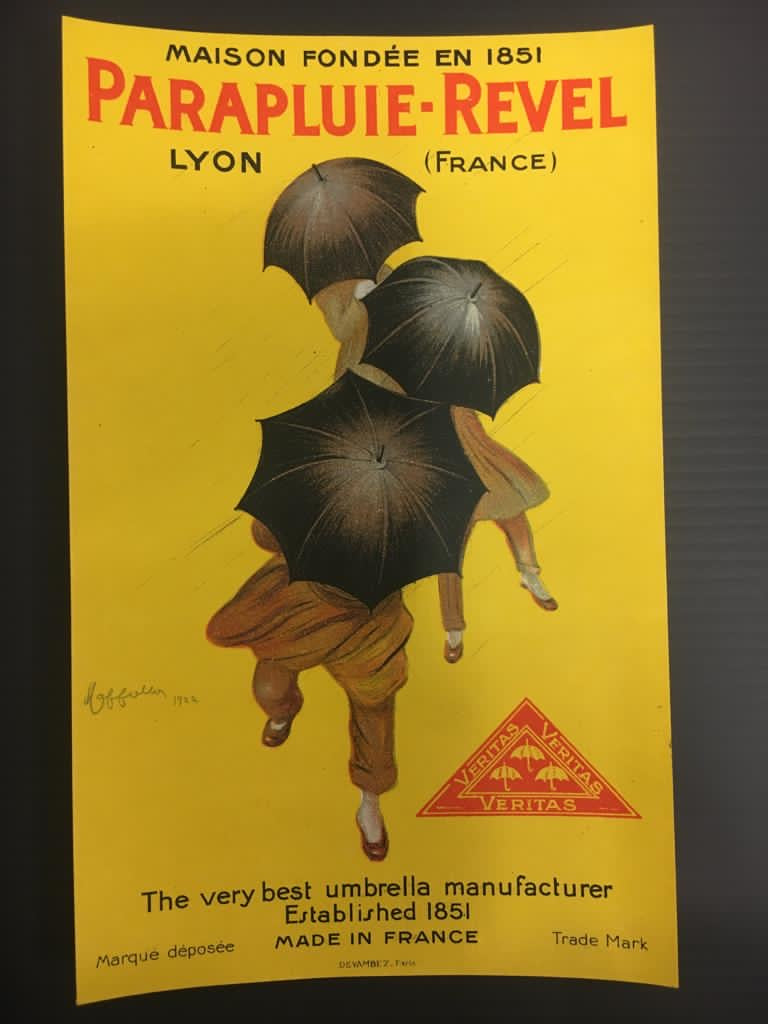 MAISON FONDÉE EN 1851
PARAPLUIE-REVEL
LYON (FRANCE)
1922
VERITAS VERITAS
VERITAS
The very best umbrella manufacturer
Established 1851
MADE IN FRANCE
Marque déposée Trade Mark
DEVAMBEZ, Paris